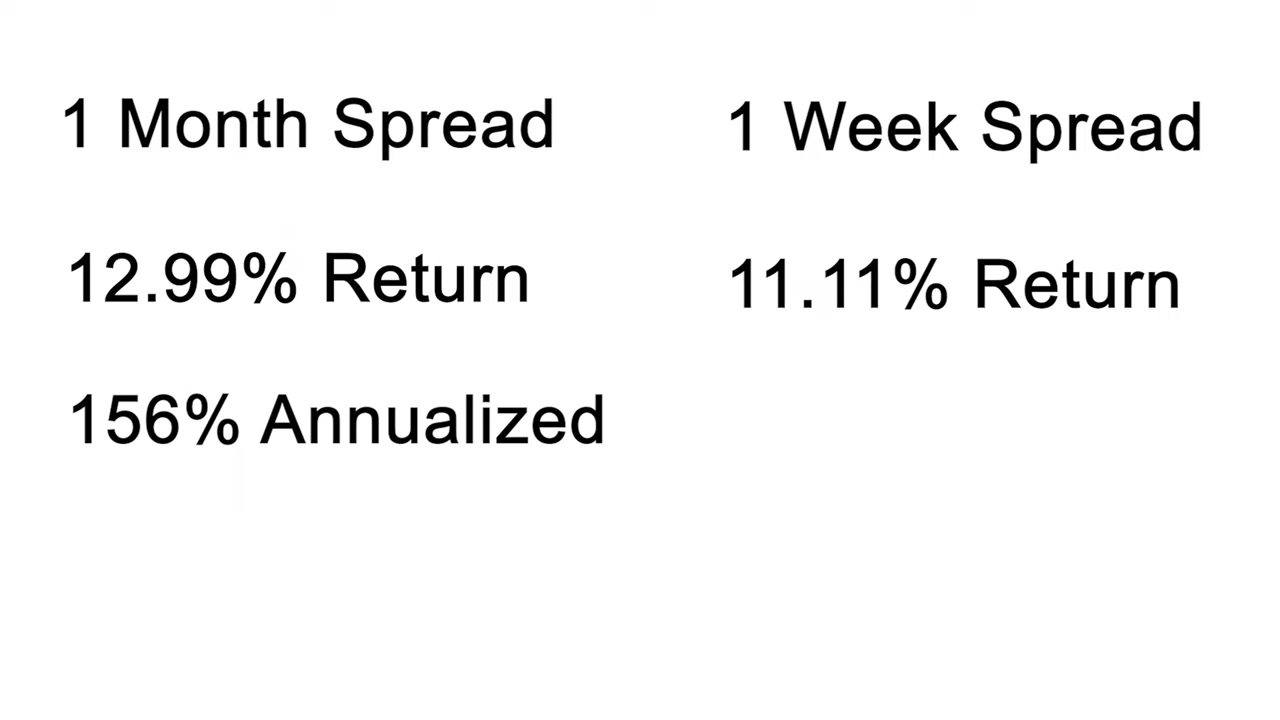 1 Month Spread
12.99% Return
156% Annualized
1 Week Spread
11.11% Return